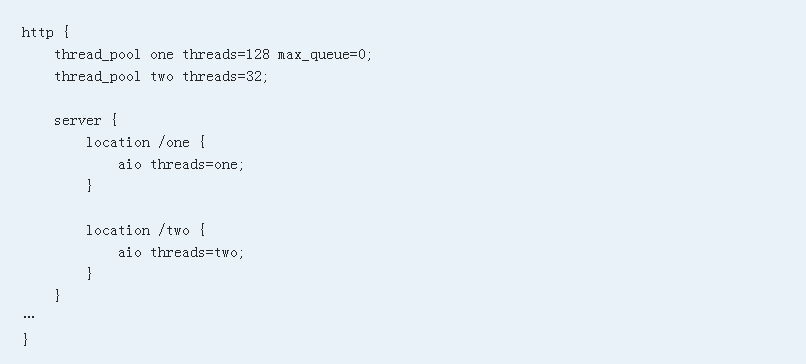 http {
    thread_pool one threads=128 max_queue=0;
    thread_pool two threads=32;

    server {
        location /one {
            aio threads=one;
        }

        location /two {
            aio threads=two;
        }
    }
…
}